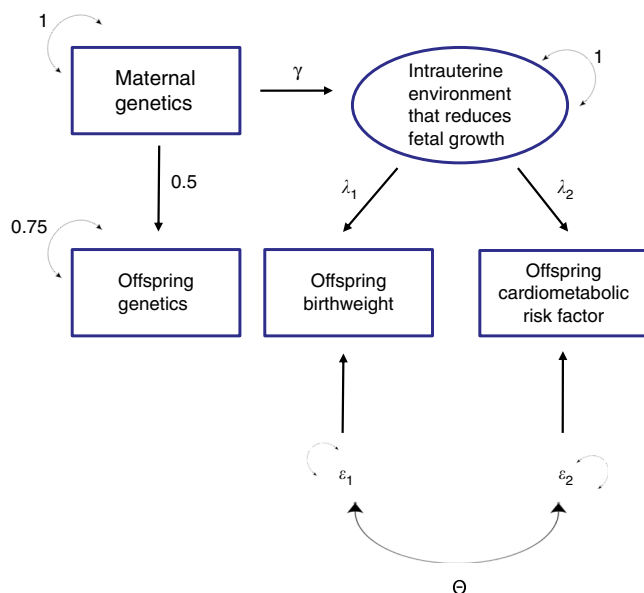 1
Maternal
genetics
γ
Intrauterine
environment
that reduces
fetal growth
1
0.5
λ1
λ2
0.75
Offspring
genetics
Offspring
birthweight
Offspring
cardiometabolic
risk factor
ε1
ε2
Θ